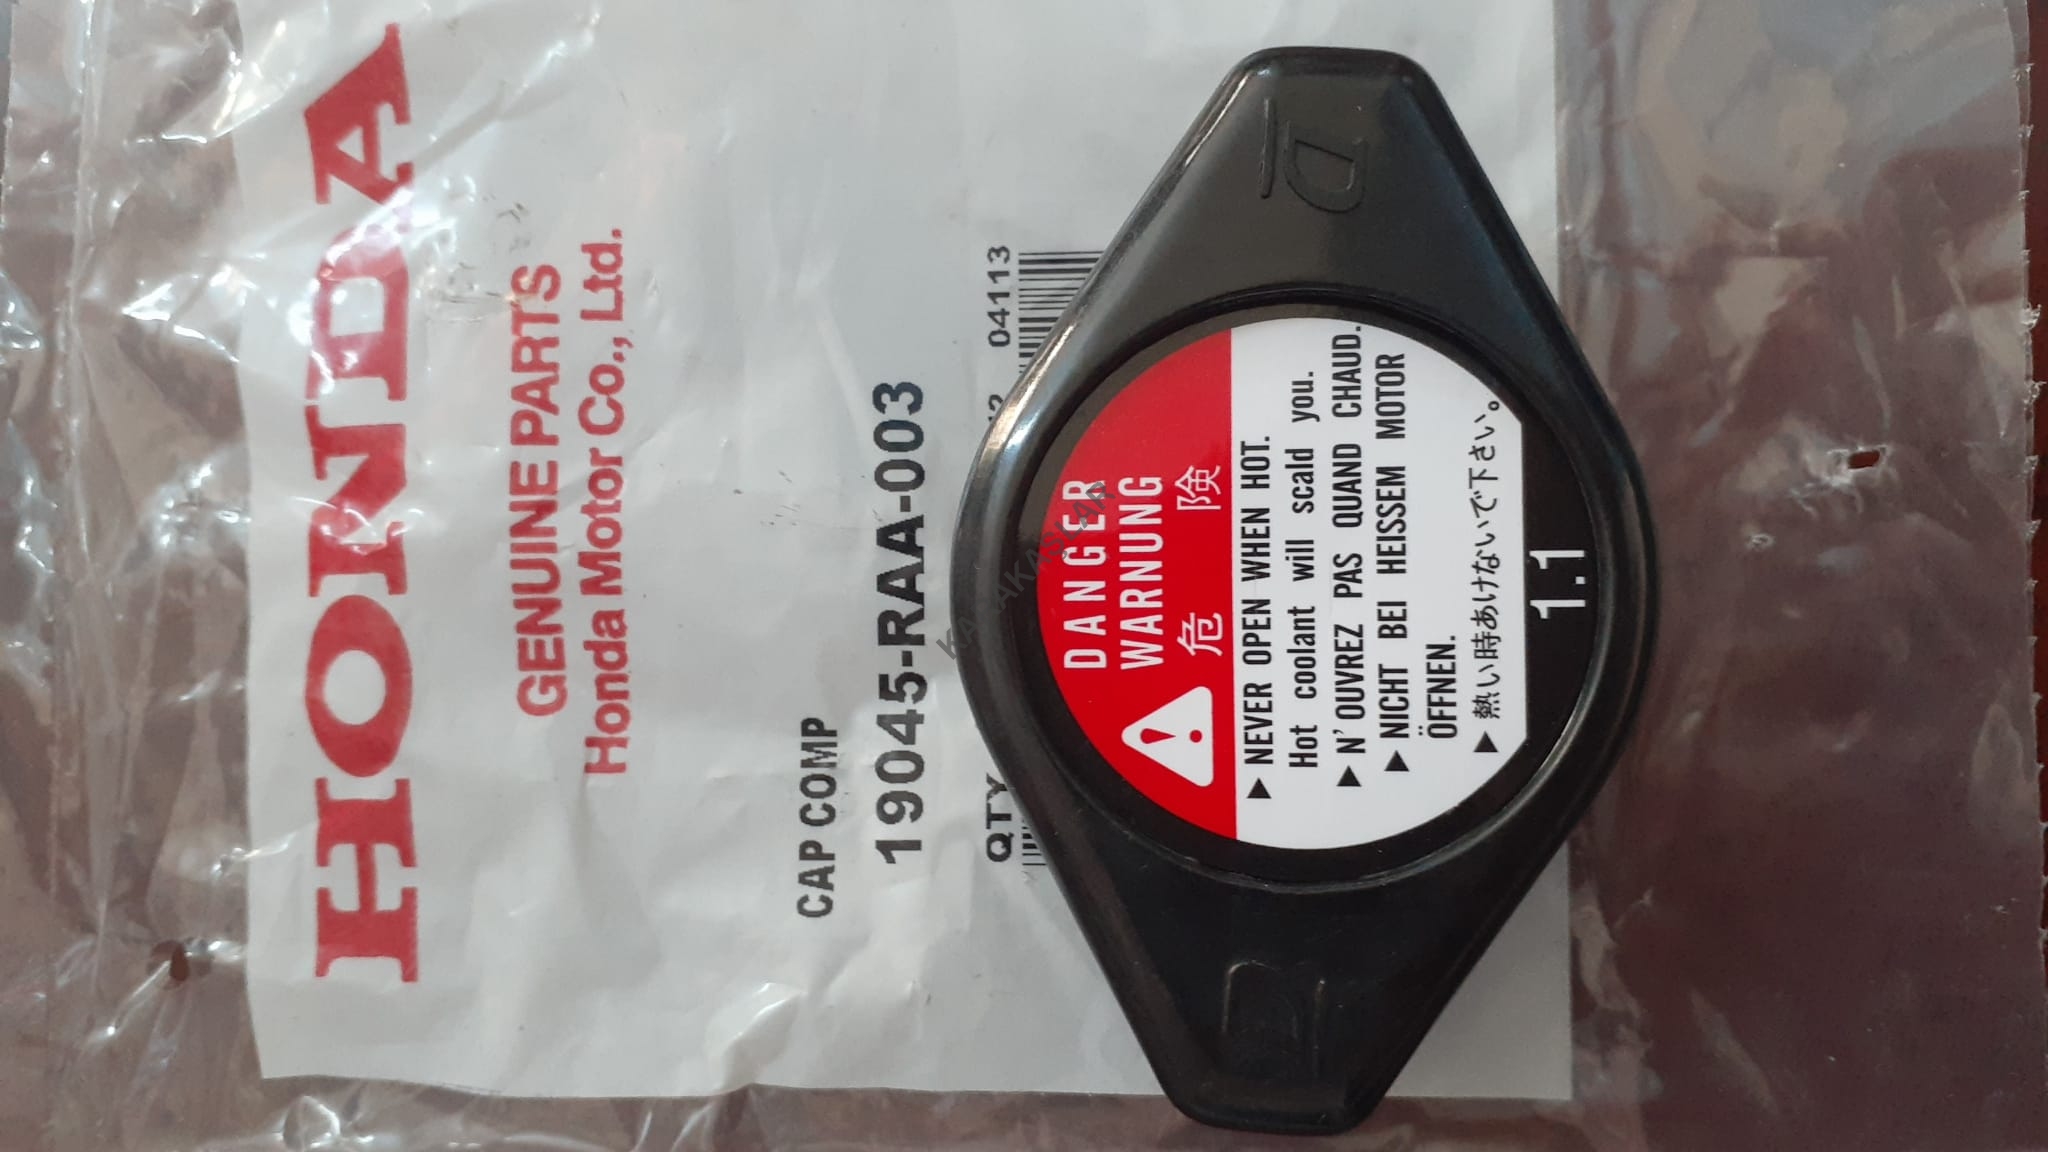 HONDA
GENUINE PARTS
Honda Motor Co., Ltd.
CAP COMP
19045-RAA-003
QTY
04113
D
DANGER
WARNUNG
危 険
▶ NEVER OPEN WHEN HOT.
Hot coolant will scald you.
▶ N' OUVREZ PAS QUAND CHAUD.
▶ NICHT BEI HEISSEM MOTOR
ÖFFNEN.
▶ 熱い時あけないで下さい。
1.1